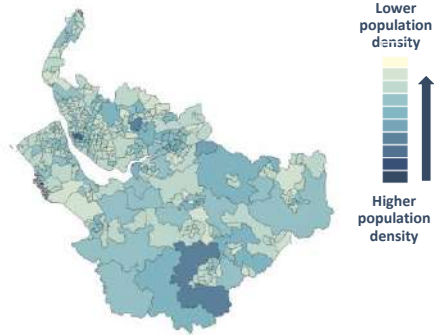 Lower
population
density
Higher
population
density